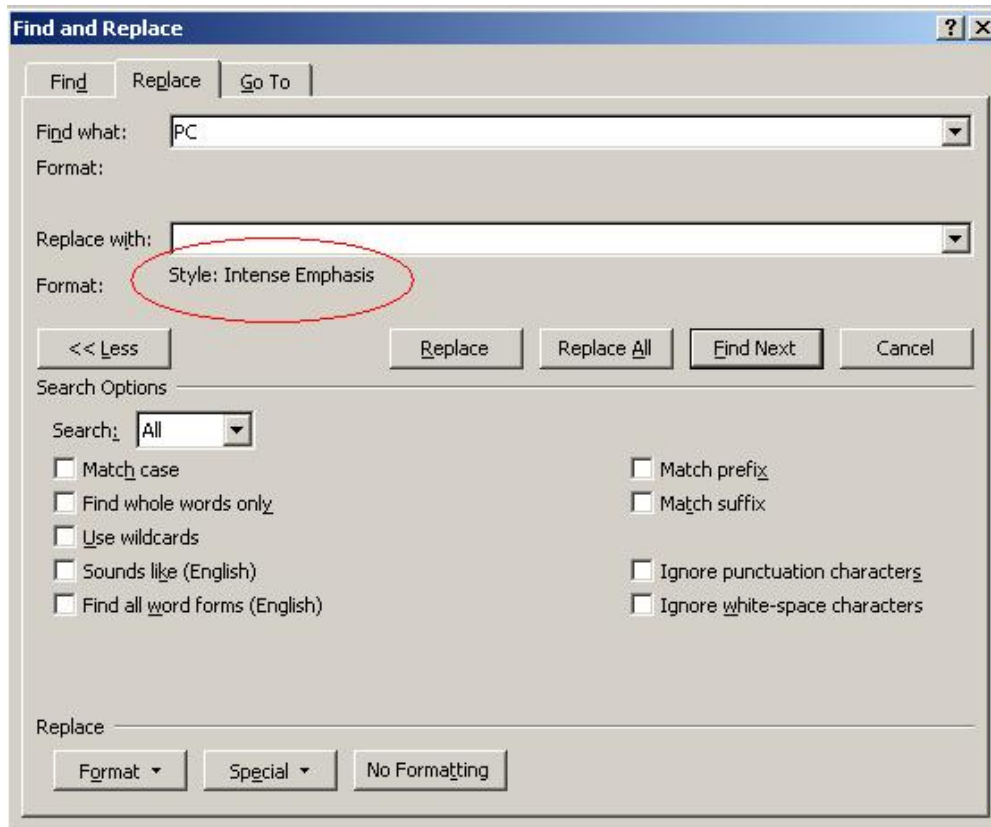 Find and Replace
Find Replace Go To
Find what: PC
Format:
Replace with:
Style: Intense Emphasis
Format:
<< Less Replace Replace All Find Next Cancel
Search Options
Search: All
Match case Match prefix
Find whole words only Match suffix
Use wildcards
Sounds like (English) Ignore punctuation characters
Find all word forms (English) Ignore white-space characters
Replace
Format Special No Formatting